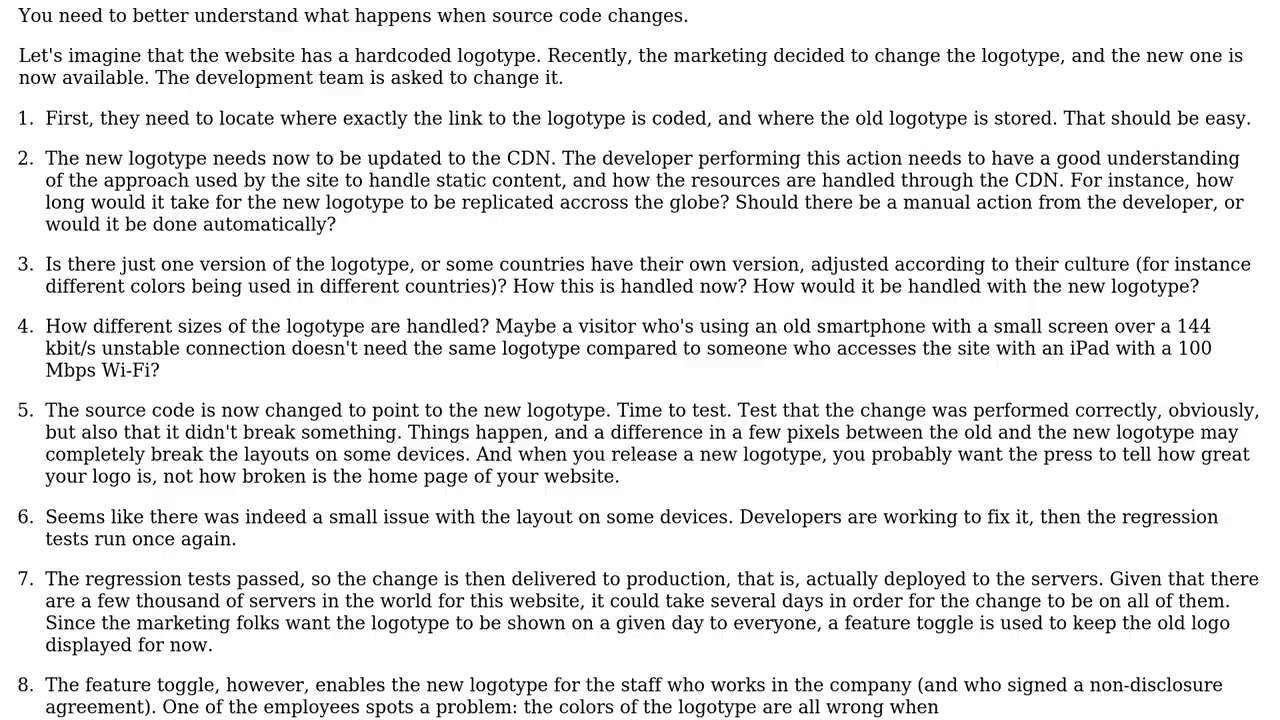 You need to better understand what happens when source code changes.
Let's imagine that the website has a hardcoded logotype. Recently, the marketing decided to change the logotype, and the new one is
now available. The development team is asked to change it.
1. First, they need to locate where exactly the link to the logotype is coded, and where the old logotype is stored. That should be easy.
2. The new logotype needs now to be updated to the CDN. The developer performing this action needs to have a good understanding
of the approach used by the site to handle static content, and how the resources are handled through the CDN. For instance, how
long would it take for the new logotype to be replicated accross the globe? Should there be a manual action from the developer, or
would it be done automatically?
3. Is there just one version of the logotype, or some countries have their own version, adjusted according to their culture (for instance
different colors being used in different countries)? How this is handled now? How would it be handled with the new logotype?
4. How different sizes of the logotype are handled? Maybe a visitor who's using an old smartphone with a small screen over a 144
kbit/s unstable connection doesn't need the same logotype compared to someone who accesses the site with an iPad with a 100
Mbps Wi-Fi?
5. The source code is now changed to point to the new logotype. Time to test. Test that the change was performed correctly, obviously,
but also that it didn't break something. Things happen, and a difference in a few pixels between the old and the new logotype may
completely break the layouts on some devices. And when you release a new logotype, you probably want the press to tell how great
your logo is, not how broken is the home page of your website.
6. Seems like there was indeed a small issue with the layout on some devices. Developers are working to fix it, then the regression
tests run once again.
7. The regression tests passed, so the change is then delivered to production, that is, actually deployed to the servers. Given that there
are a few thousand of servers in the world for this website, it could take several days in order for the change to be on all of them.
Since the marketing folks want the logotype to be shown on a given day to everyone, a feature toggle is used to keep the old logo
displayed for now.
8. The feature toggle, however, enables the new logotype for the staff who works in the company (and who signed a non-disclosure
agreement). One of the employees spots a problem: the colors of the logotype are all wrong when